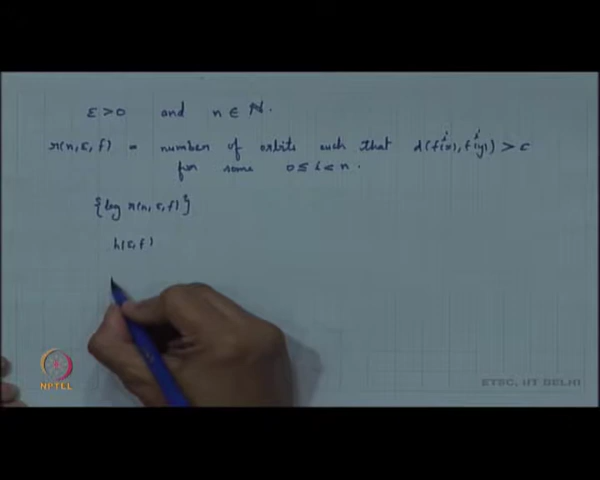 ε > 0 and n ∈ ℕ.
r(n, ε, f) = number of orbits such that d(fⁱ(x), fⁱ(y)) > ε
for some 0 ≤ i < n.
{log r(n, ε, f)}
h(ε, f)
NPTEL
ETSC, IIT DELHI